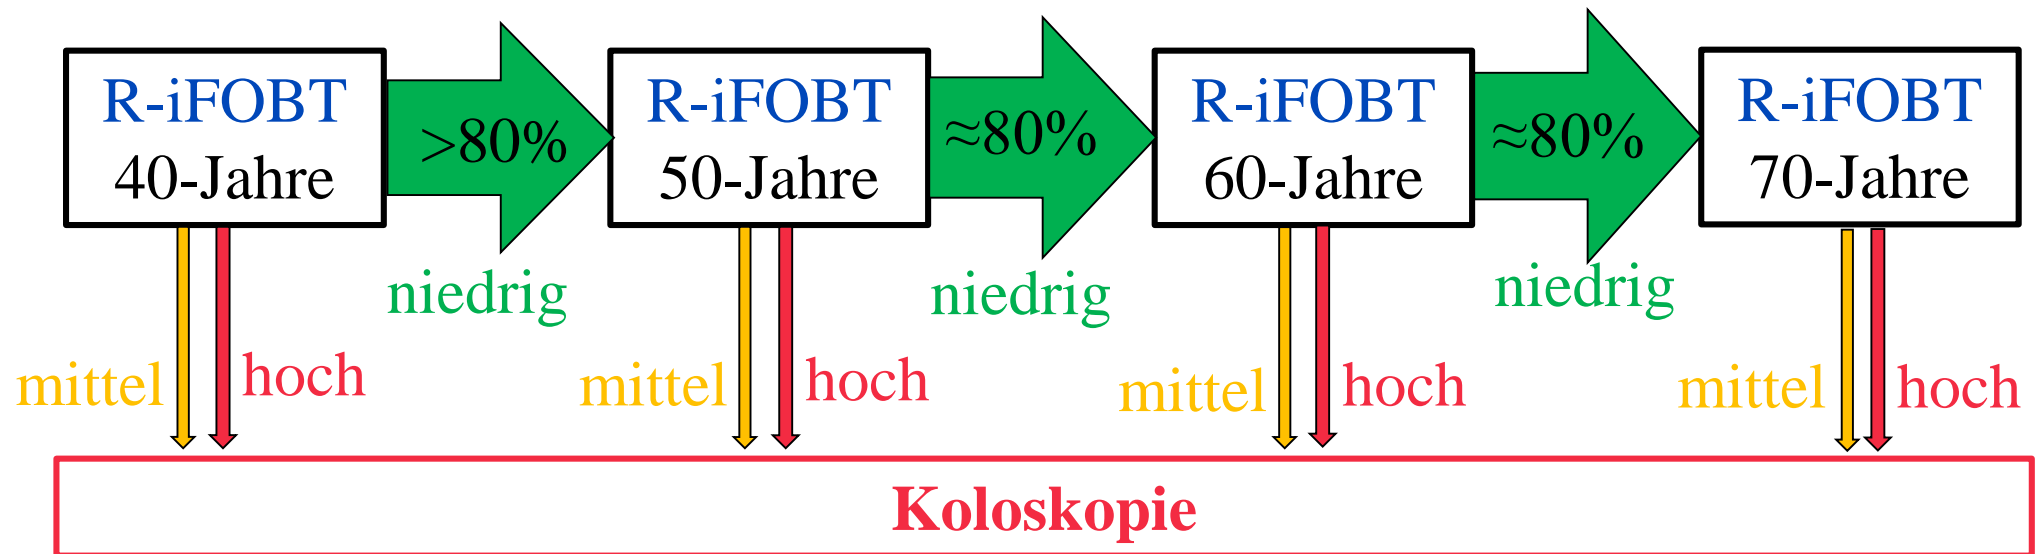 R-iFOBT
40-Jahre
>80%
R-iFOBT
50-Jahre
≈80%
R-iFOBT
60-Jahre
≈80%
R-iFOBT
70-Jahre
niedrig
niedrig
niedrig
mittel
hoch
mittel
hoch
mittel
hoch
mittel
hoch
Koloskopie